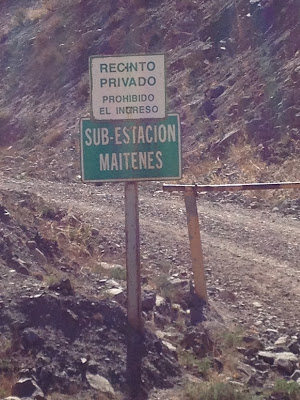 RECINTO
PRIVADO
PROHIBIDO
EL INGRESO
SUB-ESTACION
MAITENES